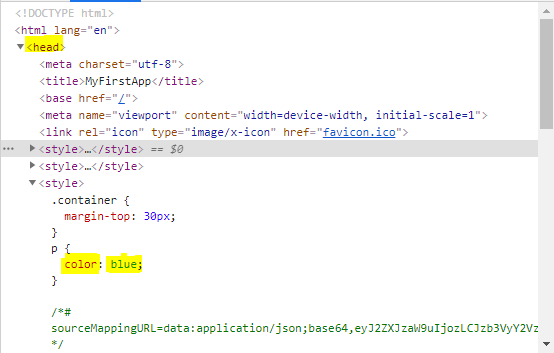 <!DOCTYPE html>
<html lang="en">
<head>
<meta charset="utf-8">
<title>MyFirstApp</title>
<base href="/">
<meta name="viewport" content="width=device-width, initial-scale=1">
<link rel="icon" type="image/x-icon" href="favicon.ico">
<style>…</style> == $0
<style>…</style>
<style>
.container {
margin-top: 30px;
}
p {
color: blue;
}
/*#
sourceMappingURL=data:application/json;base64,eyJ2ZXJzaW9uIjozLCJzb3VyY2Vz
*/